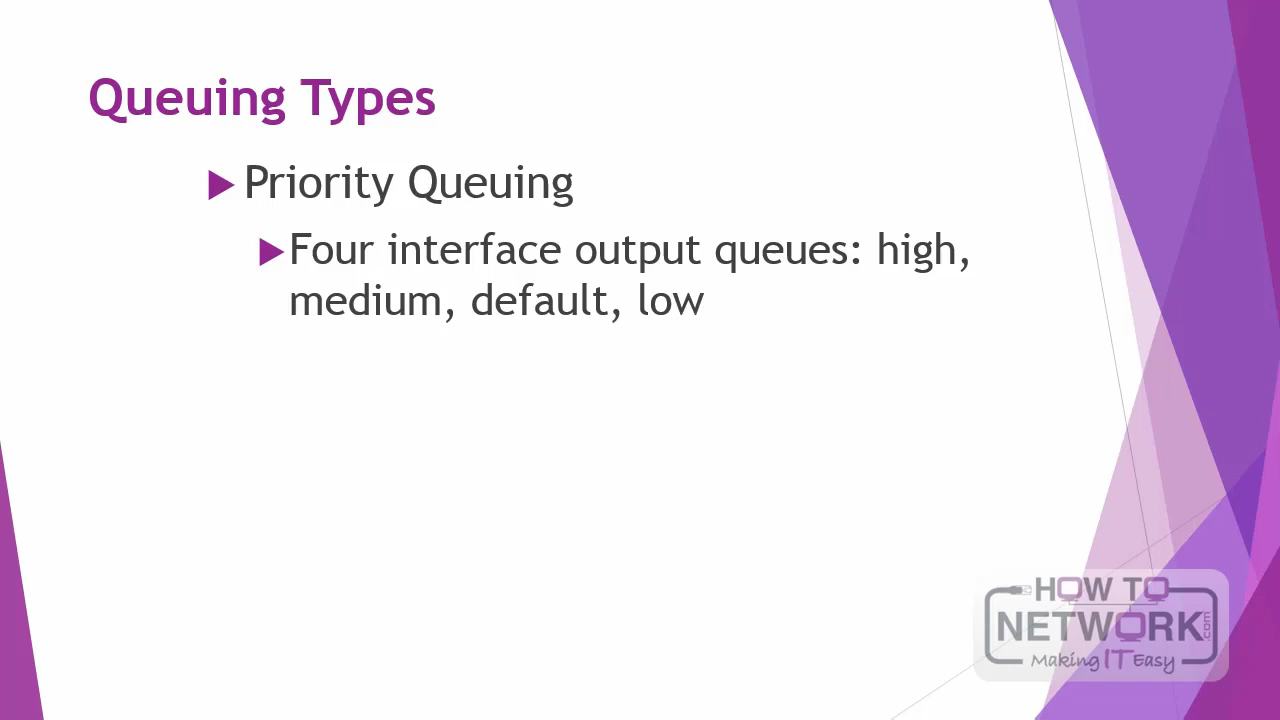 Queuing Types
Priority Queuing
Four interface output queues: high,
medium, default, low
HOW TO
NETWORK.com
Making IT Easy